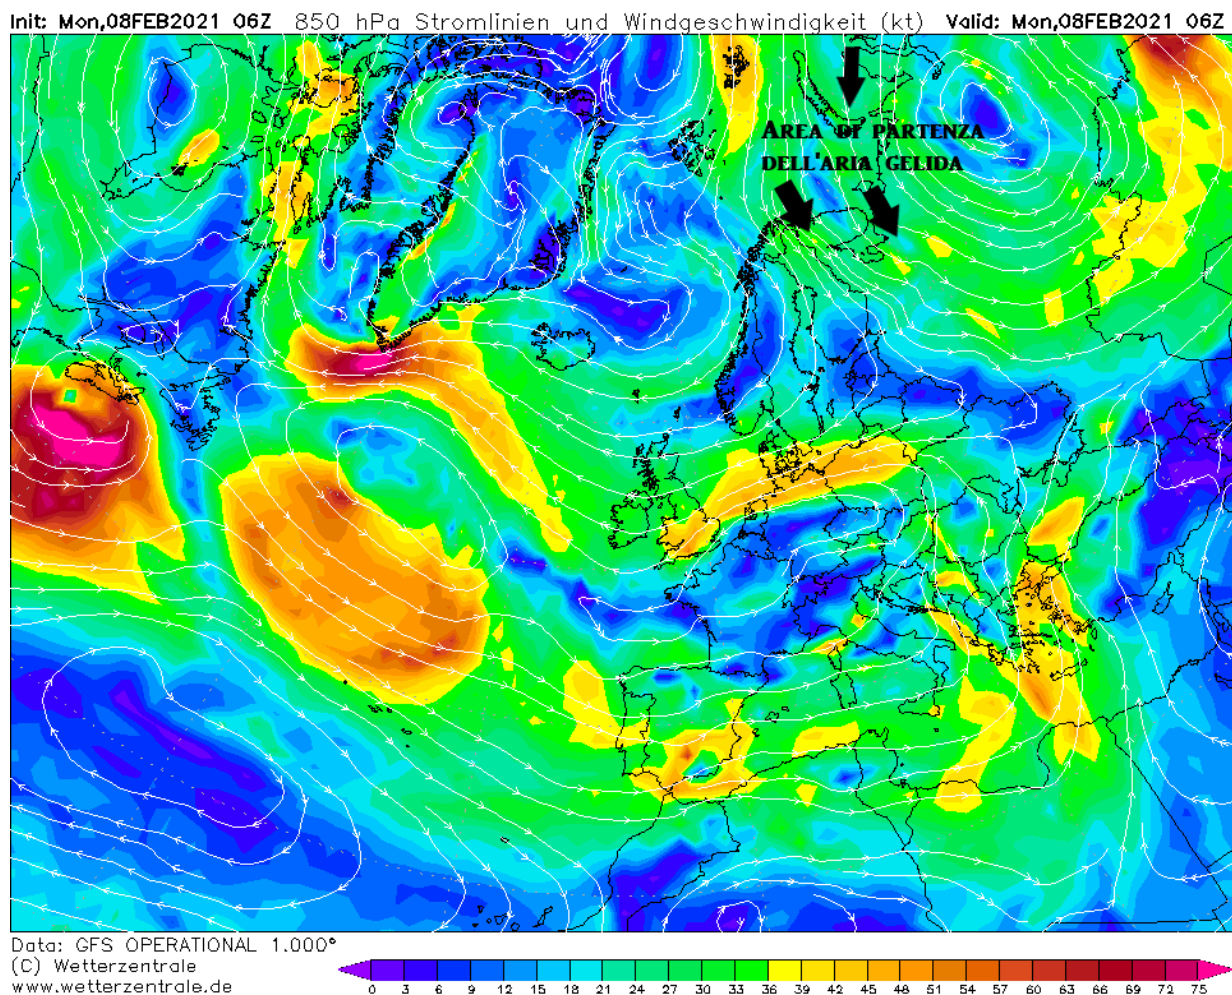 Init: Mon,08FEB2021 06Z 850 hPa Stromlinien und Windgeschwindigkeit (kt) Valid: Mon,08FEB2021 06Z
AREA DI PARTENZA
DELL'ARIA GELIDA
Data: GFS OPERATIONAL 1.000°
(C) Wetterzentrale
www.wetterzentrale.de
0 3 6 9 12 15 18 21 24 27 30 33 36 39 42 45 48 51 54 57 60 63 66 69 72 75